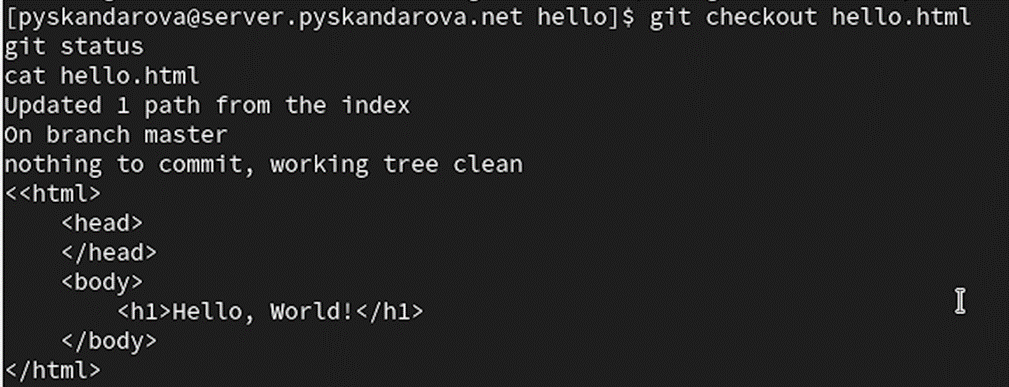 [pyskandarova@server.pyskandarova.net hello]$ git checkout hello.html
git status
cat hello.html
Updated 1 path from the index
On branch master
nothing to commit, working tree clean
<<html>
    <head>
    </head>
    <body>
        <h1>Hello, World!</h1>
    </body>
</html>